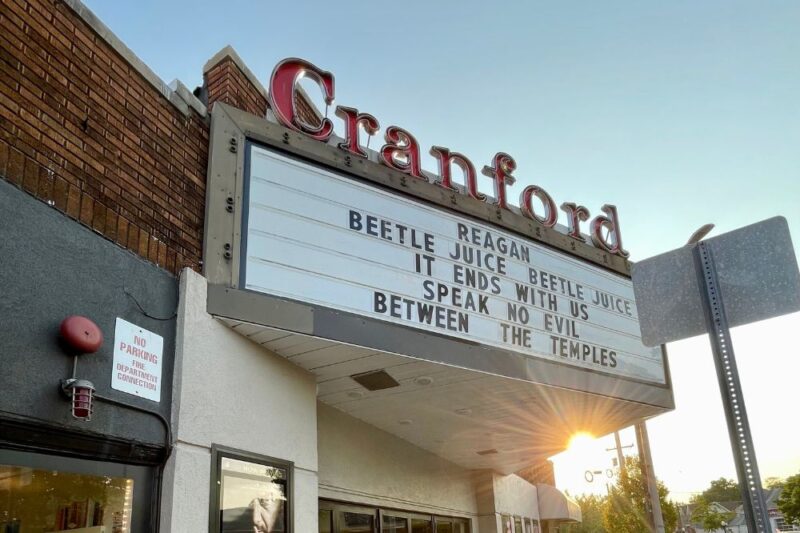 Cranford
REAGAN
BEETLE JUICE BEETLE JUICE
IT ENDS WITH US
SPEAK NO EVIL
BETWEEN THE TEMPLES
NO
PARKING
FIRE
DEPARTMENT
CONNECTION